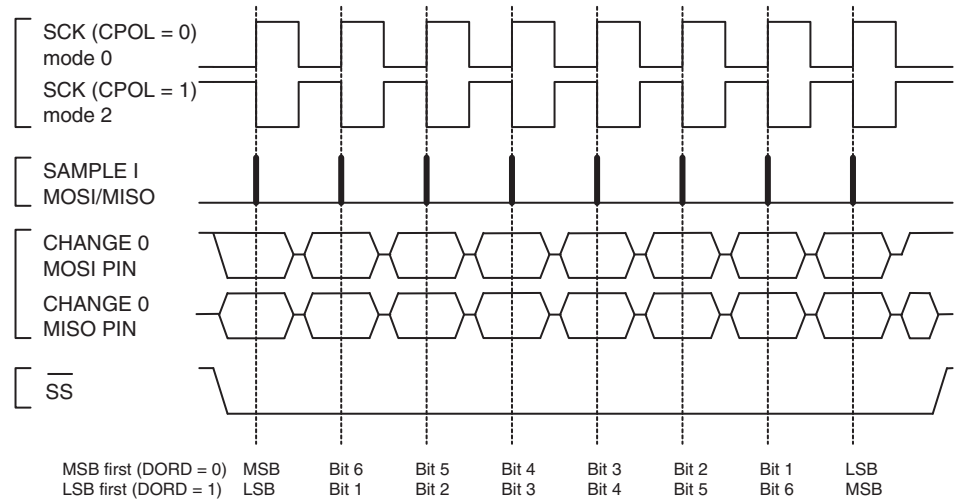 SCK (CPOL = 0)
mode 0
SCK (CPOL = 1)
mode 2
SAMPLE I
MOSI/MISO
CHANGE 0
MOSI PIN
CHANGE 0
MISO PIN
SS
MSB first (DORD = 0) MSB Bit 6 Bit 5 Bit 4 Bit 3 Bit 2 Bit 1 LSB
LSB first (DORD = 1) LSB Bit 1 Bit 2 Bit 3 Bit 4 Bit 5 Bit 6 MSB